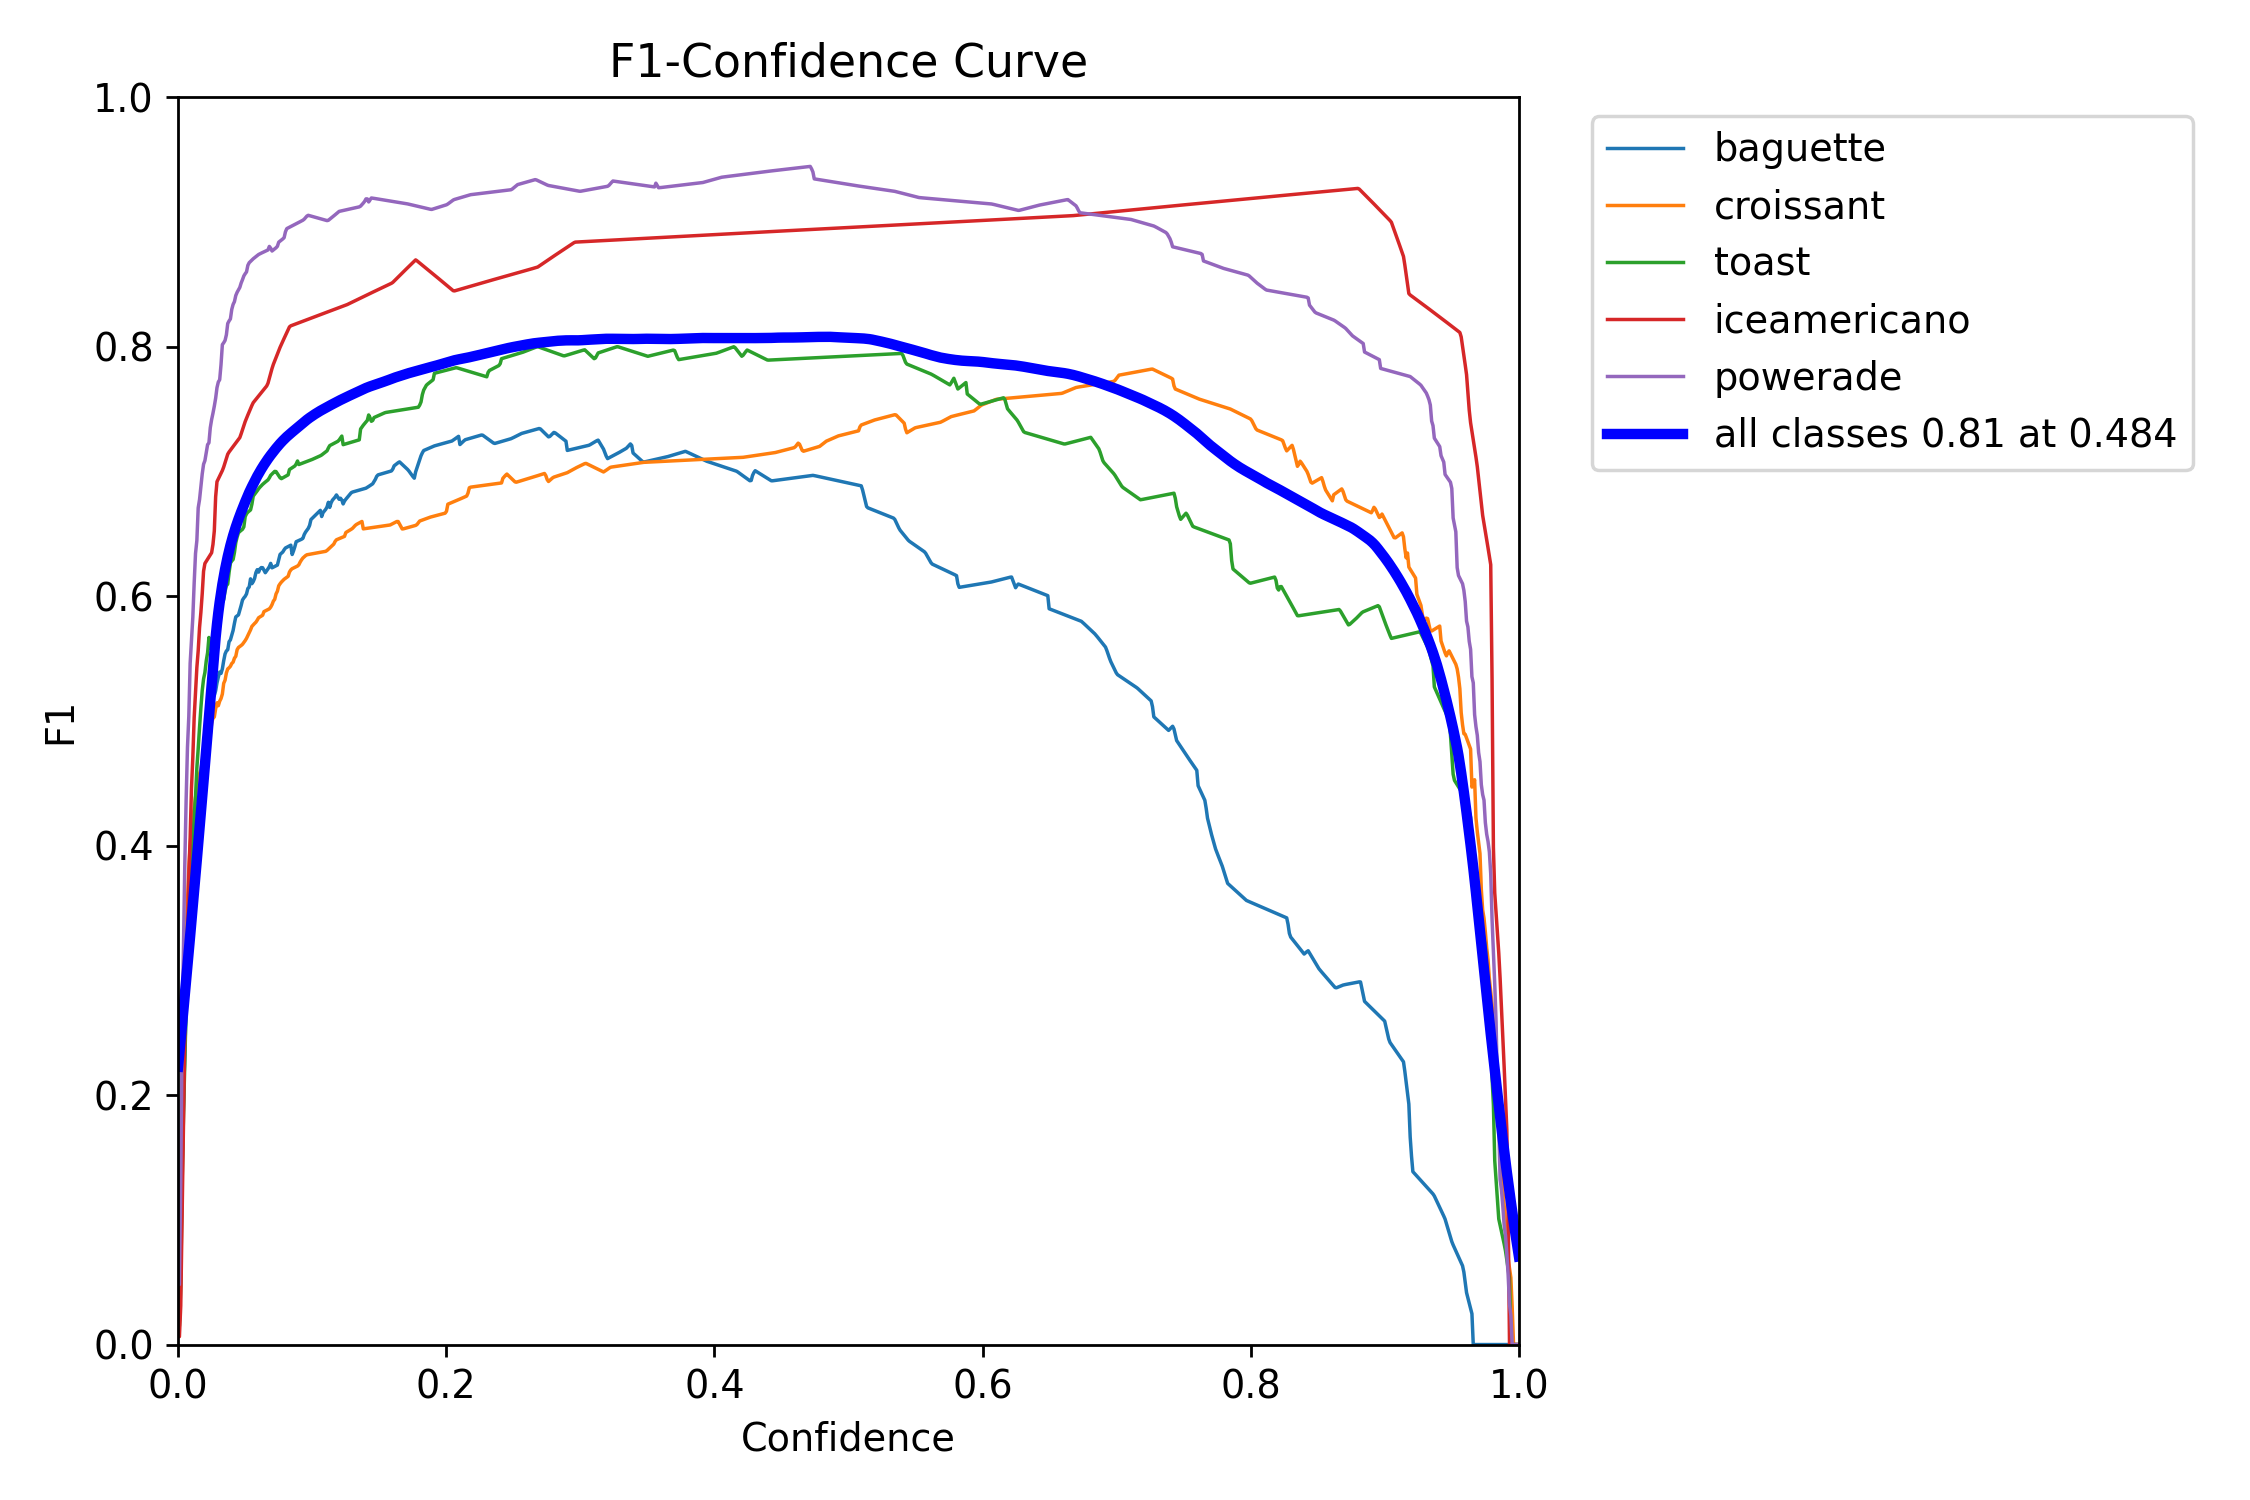 F1-Confidence Curve
1.0
0.8
0.6
0.4
0.2
0.0
F1
0.0 0.2 0.4 0.6 0.8 1.0
Confidence
baguette
croissant
toast
iceamericano
powerade
all classes 0.81 at 0.484